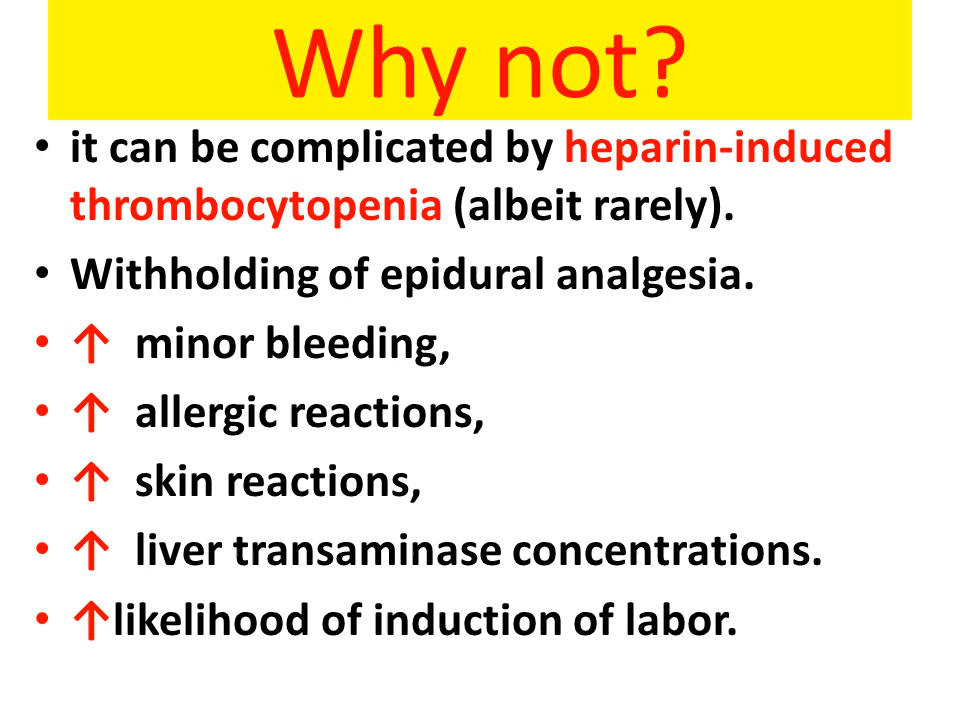 Why not?
• it can be complicated by heparin-induced
thrombocytopenia (albeit rarely).
• Withholding of epidural analgesia.
• ↑ minor bleeding,
• ↑ allergic reactions,
• ↑ skin reactions,
• ↑ liver transaminase concentrations.
• ↑likelihood of induction of labor.